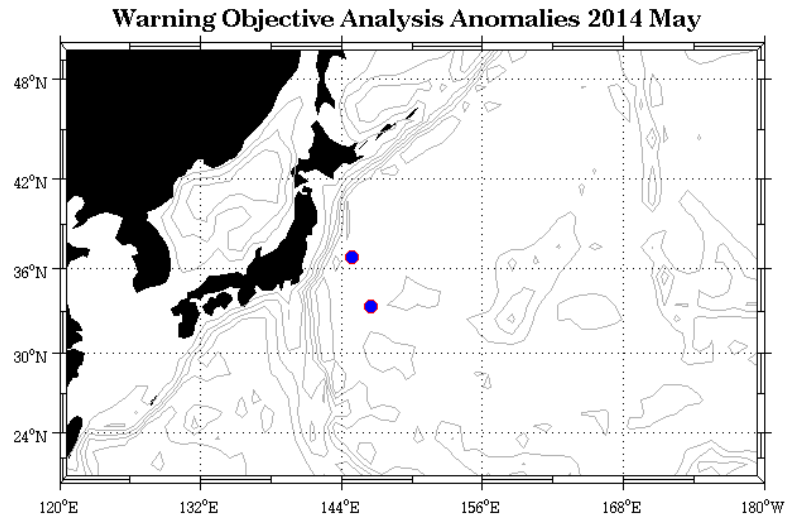 Warning Objective Analysis Anomalies 2014 May
48°N
42°N
36°N
30°N
24°N
120°E 132°E 144°E 156°E 168°E 180°W